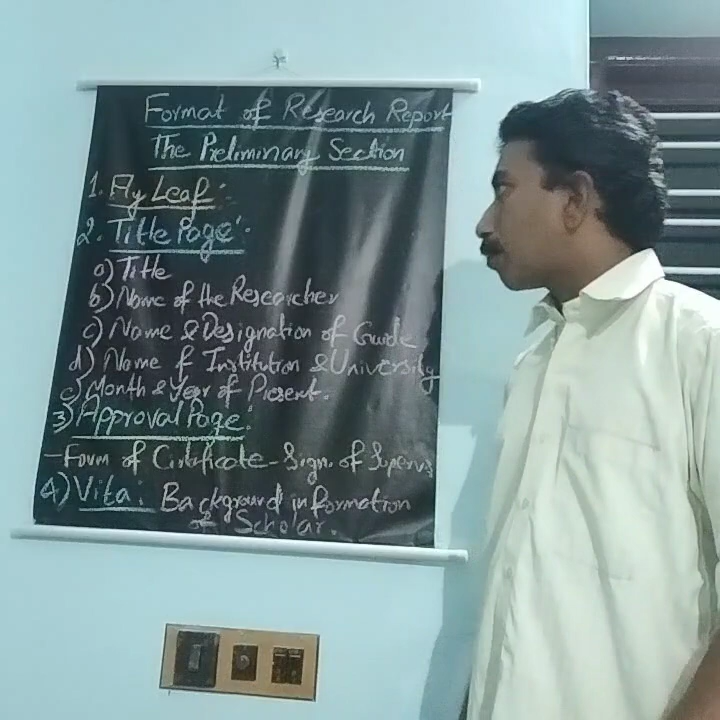 Format of Research Report
The Preliminary Section
1. Fly Leaf:
2. Title Page:
a) Title
b) Name of the Researcher
c) Name & Designation of Guide
d) Name of Institution & University
e) Month & Year of Present.
3) Approval Page:
- Form of Certificate - Sign. of Supervs
4) Vita: Background information
of Scholar.